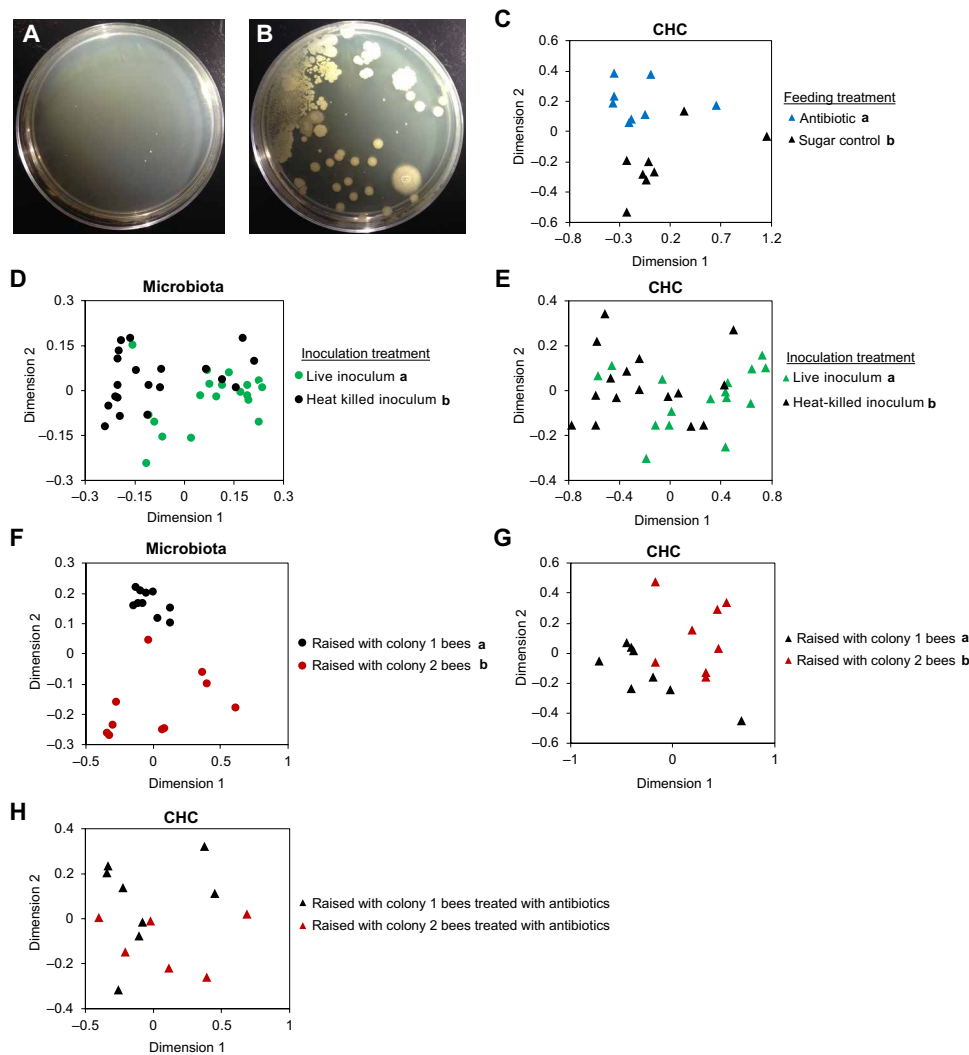 A
B
C
CHC
0.6
0.4
0.2
0
–0.2
–0.4
–0.6
Dimension 2
–0.8
–0.3
0.2
0.7
1.2
Dimension 1
Feeding treatment
Antibiotic a
Sugar control b
D
Microbiota
0.3
0.15
0
–0.15
–0.3
Dimension 2
–0.3
–0.15
0
0.15
0.3
Dimension 1
Inoculation treatment
Live inoculum a
Heat killed inoculum b
E
CHC
0.4
0.2
0
–0.2
–0.4
Dimension 2
–0.8
–0.4
0
0.4
0.8
Dimension 1
Inoculation treatment
Live inoculum a
Heat-killed inoculum b
F
Microbiota
0.3
0.2
0.1
0
–0.1
–0.2
–0.3
Dimension 2
–0.5
0
0.5
1
Dimension 1
Raised with colony 1 bees a
Raised with colony 2 bees b
G
CHC
0.6
0.4
0.2
0
–0.2
–0.4
–0.6
Dimension 2
–1
0
1
Dimension 1
Raised with colony 1 bees a
Raised with colony 2 bees b
H
CHC
0.4
0.2
0
–0.2
–0.4
Dimension 2
–0.5
0
0.5
1
Dimension 1
Raised with colony 1 bees treated with antibiotics
Raised with colony 2 bees treated with antibiotics